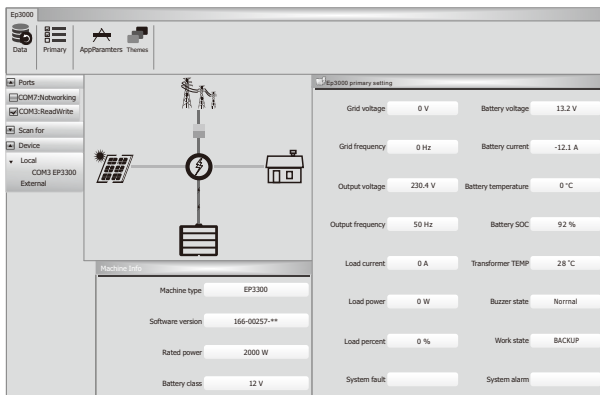 Ep3000
Data Primary AppParamters Themes
Ports
COM7:Notworking
COM3:ReadWrite
Scan for
Device
Local
COM3 EP3300
External
Machine Info
Machine type EP3300
Software version 166-00257-**
Rated power 2000 W
Battery class 12 V
Ep3000 primary setting
Grid voltage 0 V Battery voltage 13.2 V
Grid frequency 0 Hz Battery current -12.1 A
Output voltage 230.4 V Battery temperature 0 °C
Output frequency 50 Hz Battery SOC 92 %
Load current 0 A Transformer TEMP 28 °C
Load power 0 W Buzzer state Normal
Load percent 0 % Work state BACKUP
System fault System alarm